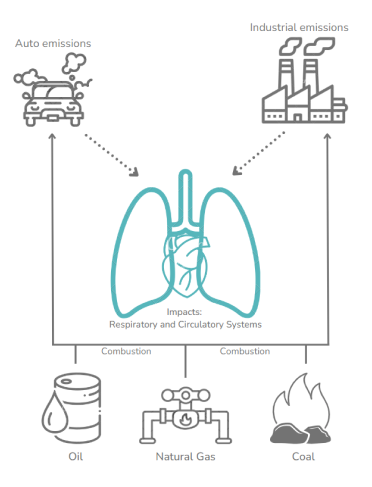 Industrial emissions
Auto emissions
Impacts:
Respiratory and Circulatory Systems
Combustion
Combustion
Oil
Natural Gas
Coal